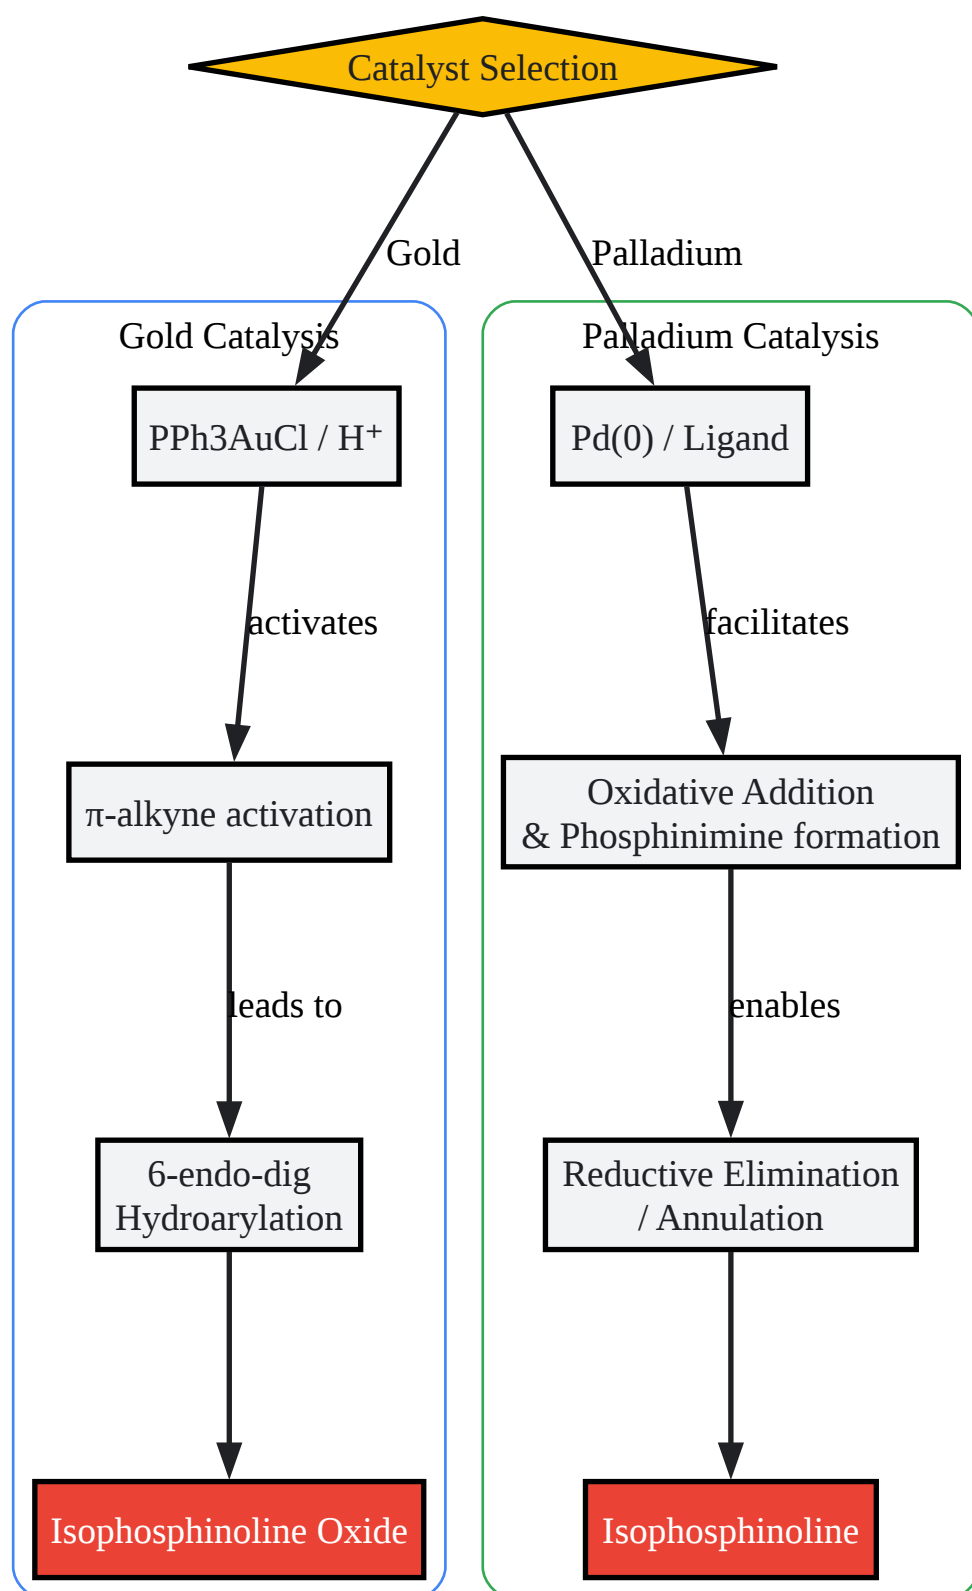 Catalyst Selection
Gold
Palladium
Gold Catalysis
Palladium Catalysis
PPh3AuCl / H⁺
Pd(0) / Ligand
activates
facilitates
π-alkyne activation
Oxidative Addition
& Phosphinimine formation
leads to
enables
6-endo-dig
Hydroarylation
Reductive Elimination
/ Annulation
Isophosphinoline Oxide
Isophosphinoline